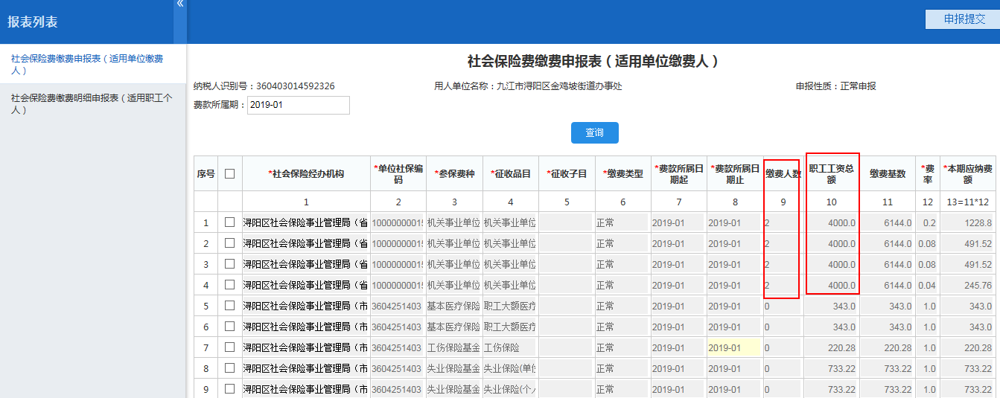 «
报表列表
申报提交
社会保险费缴费申报表（适用单位缴费
人）
社会保险费缴费明细申报表（适用职工个
人）
社会保险费缴费申报表（适用单位缴费人）
纳税人识别号：360403014592326 用人单位名称：九江市浔阳区金鸡坡街道办事处 申报性质：正常申报
费款所属期：2019-01
查询
序号 *社会保险经办机构 *单位社保编码 *参保费种 *征收品目 *征收子目 *缴费类型 *费款所属日期起 *费款所属日期止 缴费人数 职工工资总额 缴费基数 *费率 *本期应纳费额
1 2 3 4 5 6 7 8 9 10 11 12 13=11*12
1 浔阳区社会保险事业管理局（省 10000000015 机关事业单位 机关事业单位 正常 2019-01 2019-01 2 4000.0 6144.0 0.2 1228.8
2 浔阳区社会保险事业管理局（省 10000000015 机关事业单位 机关事业单位 正常 2019-01 2019-01 2 4000.0 6144.0 0.08 491.52
3 浔阳区社会保险事业管理局（省 10000000015 机关事业单位 机关事业单位 正常 2019-01 2019-01 2 4000.0 6144.0 0.08 491.52
4 浔阳区社会保险事业管理局（省 10000000015 机关事业单位 机关事业单位 正常 2019-01 2019-01 2 4000.0 6144.0 0.04 245.76
5 浔阳区社会保险事业管理局（市 3604251403 基本医疗保险 职工大额医疗 正常 2019-01 2019-01 0 343.0 343.0 1.0 343.0
6 浔阳区社会保险事业管理局（市 3604251403 基本医疗保险 职工大额医疗 正常 2019-01 2019-01 0 343.0 343.0 1.0 343.0
7 浔阳区社会保险事业管理局（市 3604251403 工伤保险基金 工伤保险 正常 2019-01 2019-01 0 220.28 220.28 1.0 220.28
8 浔阳区社会保险事业管理局（市 3604251403 失业保险基金 失业保险(单位 正常 2019-01 2019-01 0 733.22 733.22 1.0 733.22
9 浔阳区社会保险事业管理局（市 3604251403 失业保险基金 失业保险(个人 正常 2019-01 2019-01 0 733.22 733.22 1.0 733.22